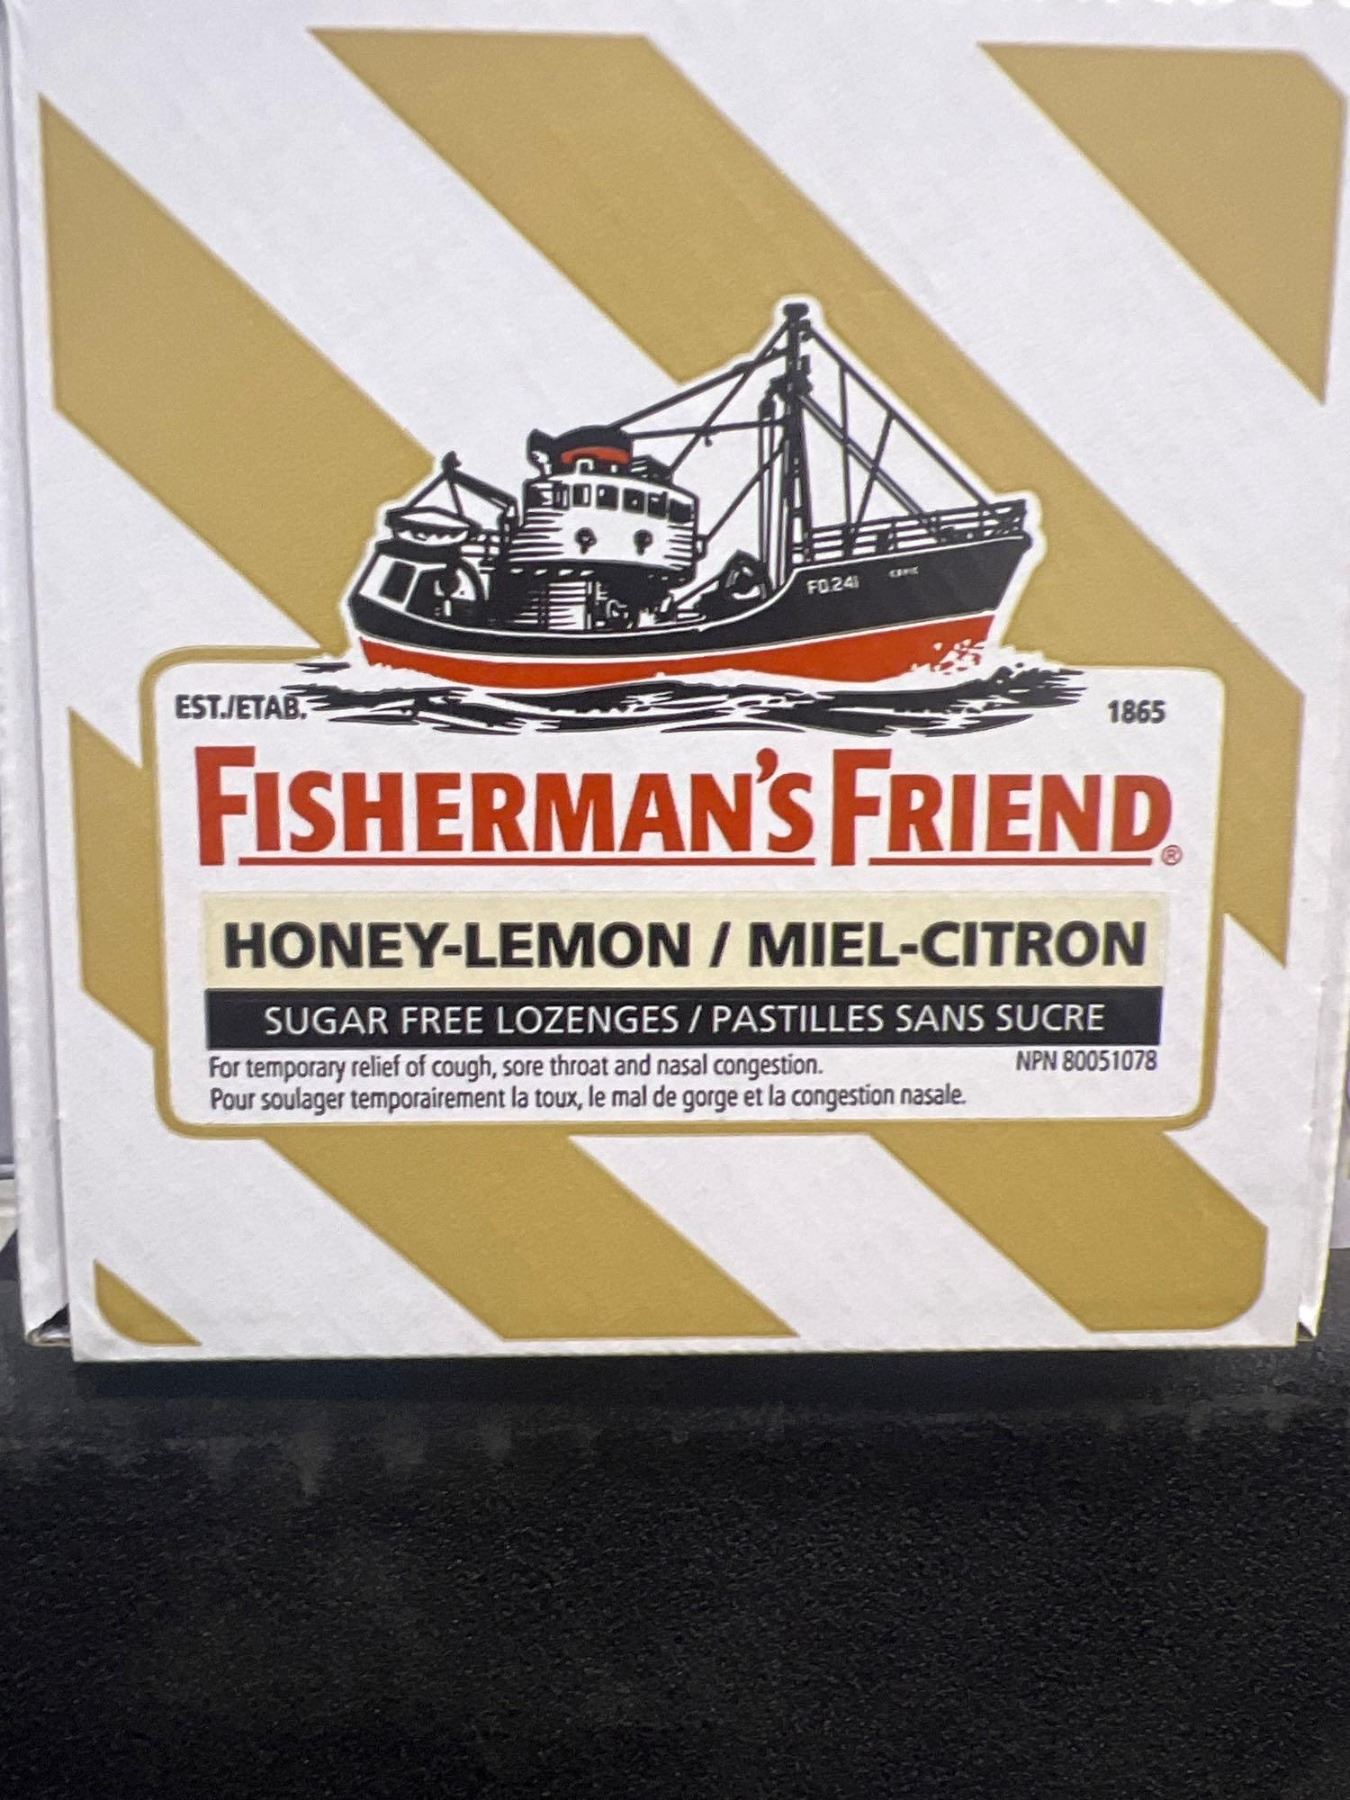 FD.241
EST./ETAB.
1865
FISHERMAN'S FRIEND®
HONEY-LEMON / MIEL-CITRON
SUGAR FREE LOZENGES / PASTILLES SANS SUCRE
For temporary relief of cough, sore throat and nasal congestion.
NPN 80051078
Pour soulager temporairement la toux, le mal de gorge et la congestion nasale.